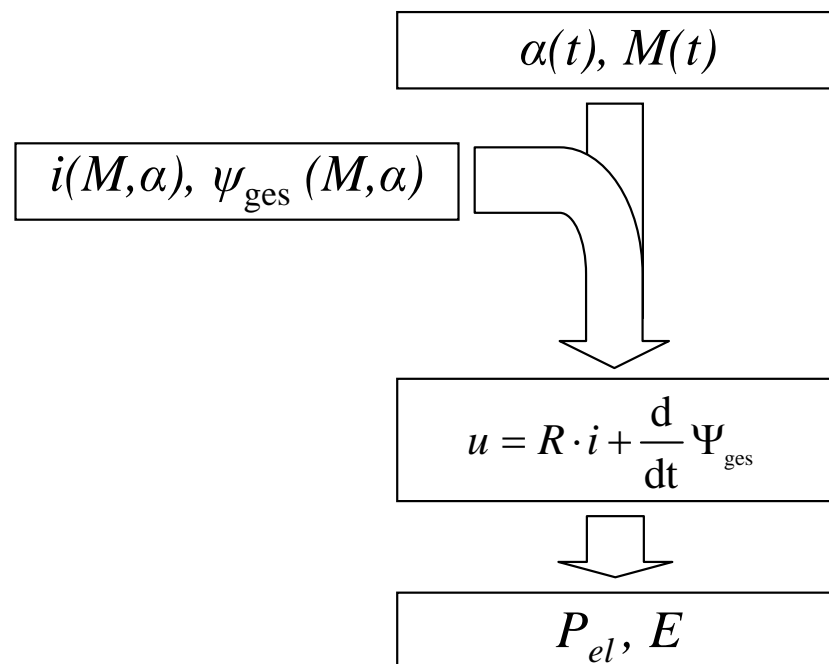 α(t), M(t)
i(M,α), ψ_ges (M,α)
u = R · i + d/dt Ψ_ges
P_el, E